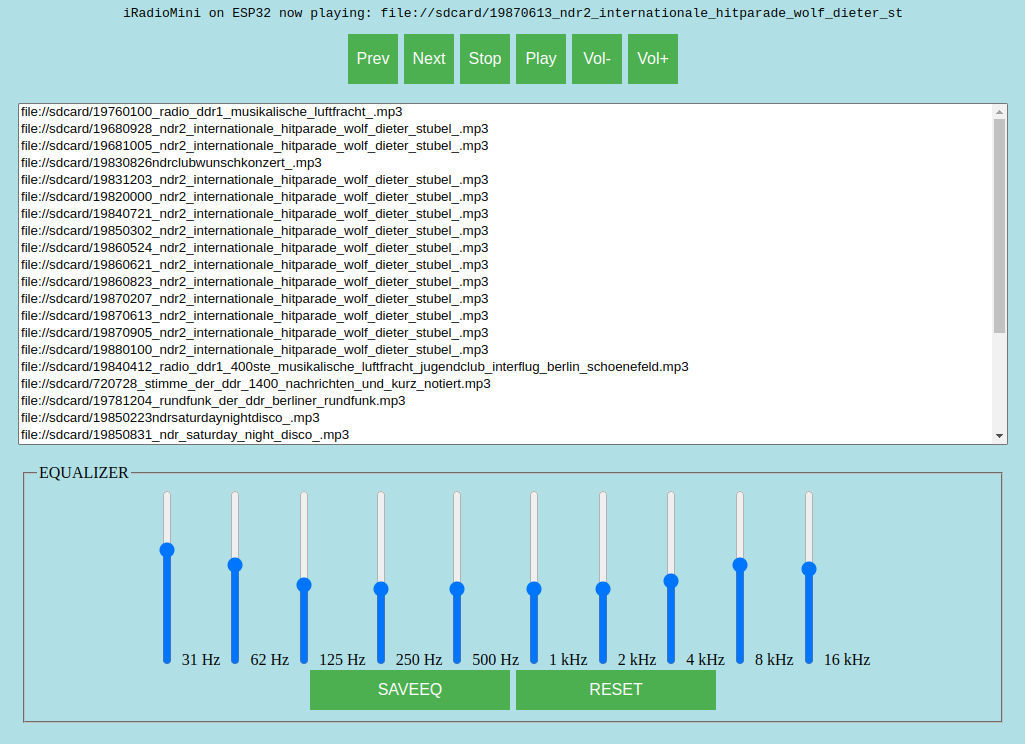 iRadioMini on ESP32 now playing: file://sdcard/19870613_ndr2_internationale_hitparade_wolf_dieter_st
Prev Next Stop Play Vol- Vol+
file://sdcard/19760100_radio_ddr1_musikalische_luftfracht_.mp3
file://sdcard/19680928_ndr2_internationale_hitparade_wolf_dieter_stubel_.mp3
file://sdcard/19681005_ndr2_internationale_hitparade_wolf_dieter_stubel_.mp3
file://sdcard/19830826ndrclubwunschkonzert_.mp3
file://sdcard/19831203_ndr2_internationale_hitparade_wolf_dieter_stubel_.mp3
file://sdcard/19820000_ndr2_internationale_hitparade_wolf_dieter_stubel_.mp3
file://sdcard/19840721_ndr2_internationale_hitparade_wolf_dieter_stubel_.mp3
file://sdcard/19850302_ndr2_internationale_hitparade_wolf_dieter_stubel_.mp3
file://sdcard/19860524_ndr2_internationale_hitparade_wolf_dieter_stubel_.mp3
file://sdcard/19860621_ndr2_internationale_hitparade_wolf_dieter_stubel_.mp3
file://sdcard/19860823_ndr2_internationale_hitparade_wolf_dieter_stubel_.mp3
file://sdcard/19870207_ndr2_internationale_hitparade_wolf_dieter_stubel_.mp3
file://sdcard/19870613_ndr2_internationale_hitparade_wolf_dieter_stubel_.mp3
file://sdcard/19870905_ndr2_internationale_hitparade_wolf_dieter_stubel_.mp3
file://sdcard/19880100_ndr2_internationale_hitparade_wolf_dieter_stubel_.mp3
file://sdcard/19840412_radio_ddr1_400ste_musikalische_luftfracht_jugendclub_interflug_berlin_schoenefeld.mp3
file://sdcard/720728_stimme_der_ddr_1400_nachrichten_und_kurz_notiert.mp3
file://sdcard/19781204_rundfunk_der_ddr_berliner_rundfunk.mp3
file://sdcard/19850223ndrsaturdaynightdisco_.mp3
file://sdcard/19850831_ndr_saturday_night_disco_.mp3
EQUALIZER
31 Hz 62 Hz 125 Hz 250 Hz 500 Hz 1 kHz 2 kHz 4 kHz 8 kHz 16 kHz
SAVEEQ RESET